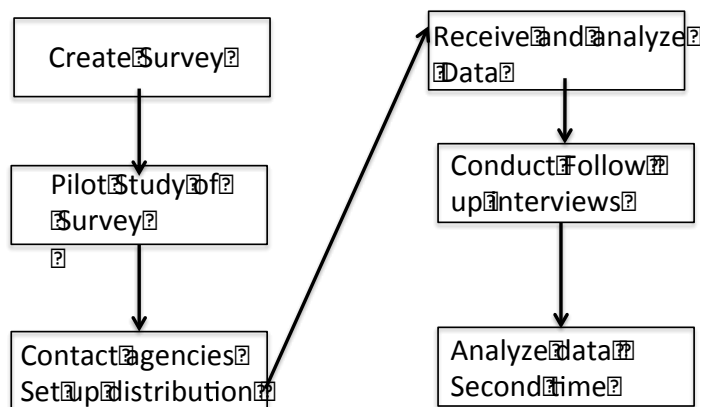 Create Survey
Pilot Study of
Survey
Contact agencies
Set up distribution
Receive and analyze
Data
Conduct Follow
up interviews
Analyze data
Second time